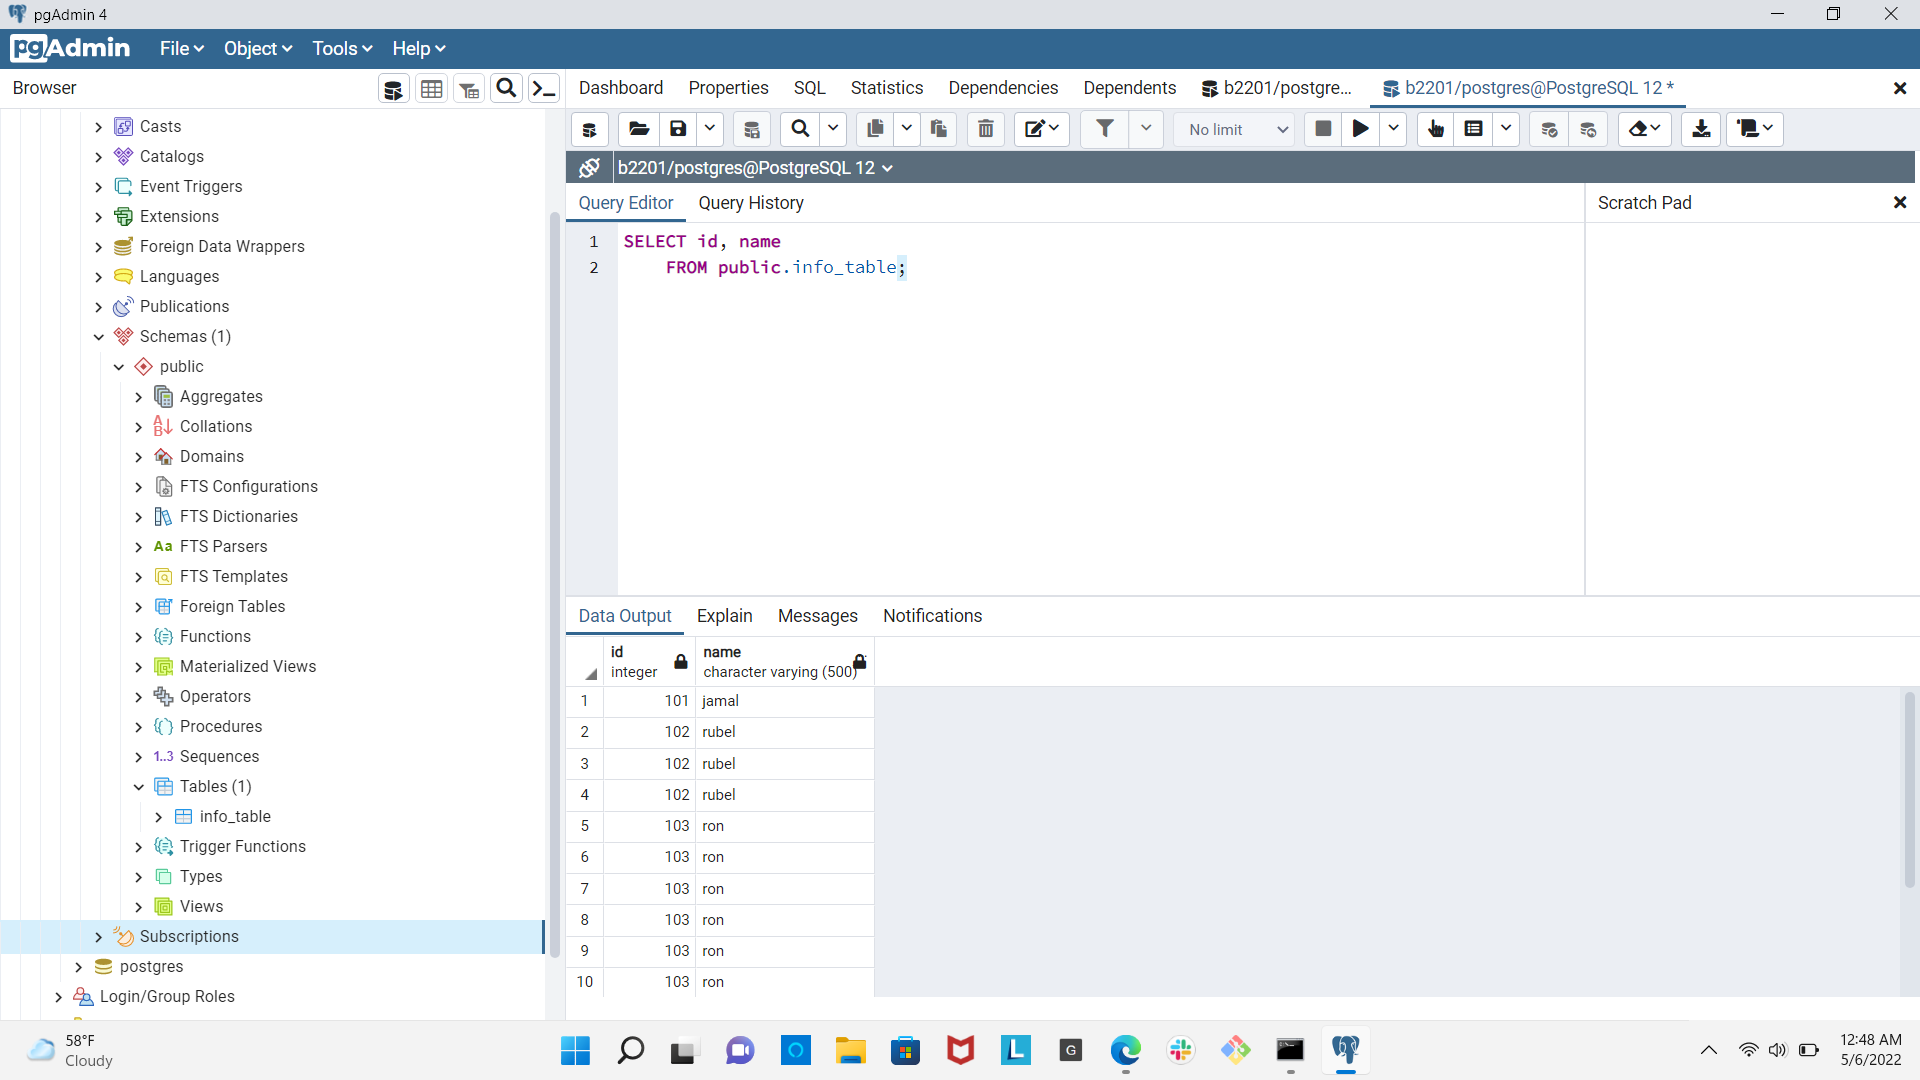 pgAdmin 4
pgAdmin File Object Tools Help
Browser
Dashboard Properties SQL Statistics Dependencies Dependents b2201/postgre... b2201/postgres@PostgreSQL 12 *
No limit
b2201/postgres@PostgreSQL 12
Query Editor Query History
Scratch Pad
1 SELECT id, name
2 FROM public.info_table;
Casts
Catalogs
Event Triggers
Extensions
Foreign Data Wrappers
Languages
Publications
Schemas (1)
public
Aggregates
Collations
Domains
FTS Configurations
FTS Dictionaries
Aa FTS Parsers
FTS Templates
Foreign Tables
Functions
Materialized Views
Operators
Procedures
1..3 Sequences
Tables (1)
info_table
Trigger Functions
Types
Views
Subscriptions
postgres
Login/Group Roles
Data Output Explain Messages Notifications
id name
integer character varying (500)
1 101 jamal
2 102 rubel
3 102 rubel
4 102 rubel
5 103 ron
6 103 ron
7 103 ron
8 103 ron
9 103 ron
10 103 ron
58°F
Cloudy
L
G
12:48 AM
5/6/2022